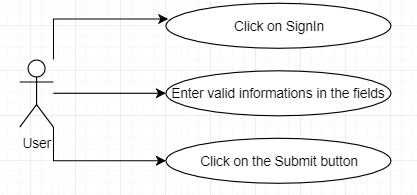 Click on SignIn
Enter valid informations in the fields
User
Click on the Submit button